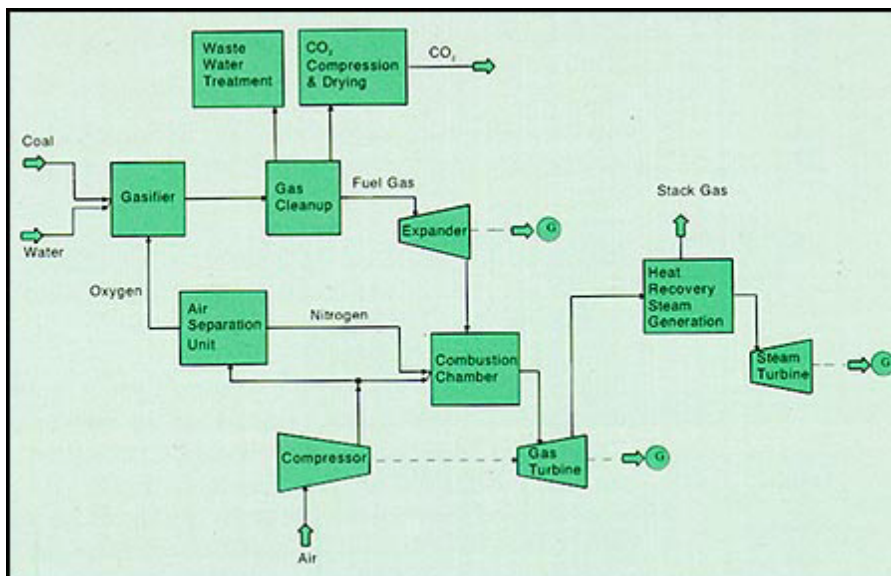 Waste
Water
Treatment
CO₂
Compression
& Drying
CO₂
Coal
Gasifier
Gas
Cleanup
Fuel Gas
Expander
G
Stack Gas
Water
Oxygen
Heat
Recovery
Steam
Generation
Air
Separation
Unit
Nitrogen
Combustion
Chamber
Steam
Turbine
G
Compressor
Gas
Turbine
G
Air